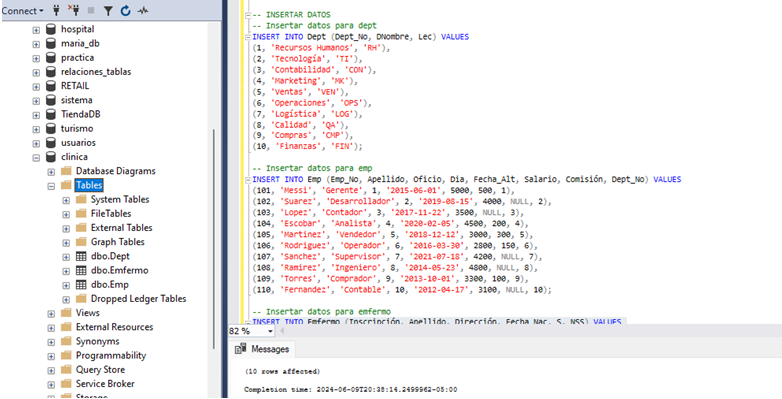 Connect
hospital
maria_db
practica
relaciones_tablas
RETAIL
sistema
TiendaDB
turismo
usuarios
clinica
Database Diagrams
Tables
System Tables
FileTables
External Tables
Graph Tables
dbo.Dept
dbo.Emfermo
dbo.Emp
Dropped Ledger Tables
Views
External Resources
Synonyms
Programmability
Query Store
Service Broker
Storage
-- INSERTAR DATOS
-- Insertar datos para dept
INSERT INTO Dept (Dept_No, DNombre, Lec) VALUES
(1, 'Recursos Humanos', 'RH'),
(2, 'Tecnología', 'TI'),
(3, 'Contabilidad', 'CON'),
(4, 'Marketing', 'MK'),
(5, 'Ventas', 'VEN'),
(6, 'Operaciones', 'OPS'),
(7, 'Logística', 'LOG'),
(8, 'Calidad', 'QA'),
(9, 'Compras', 'CMP'),
(10, 'Finanzas', 'FIN');
-- Insertar datos para emp
INSERT INTO Emp (Emp_No, Apellido, Oficio, Dia, Fecha_Alt, Salario, Comisión, Dept_No) VALUES
(101, 'Messi', 'Gerente', 1, '2015-06-01', 5000, 500, 1),
(102, 'Suarez', 'Desarrollador', 2, '2019-08-15', 4000, NULL, 2),
(103, 'Lopez', 'Contador', 3, '2017-11-22', 3500, NULL, 3),
(104, 'Escobar', 'Analista', 4, '2020-02-05', 4500, 200, 4),
(105, 'Martinez', 'Vendedor', 5, '2018-12-12', 3000, 300, 5),
(106, 'Rodriguez', 'Operador', 6, '2016-03-30', 2800, 150, 6),
(107, 'Sanchez', 'Supervisor', 7, '2021-07-18', 4200, NULL, 7),
(108, 'Ramirez', 'Ingeniero', 8, '2014-05-23', 4800, NULL, 8),
(109, 'Torres', 'Comprador', 9, '2013-10-01', 3300, 100, 9),
(110, 'Fernandez', 'Contable', 10, '2012-04-17', 3100, NULL, 10);
-- Insertar datos para emfermo
INSERT INTO Emfermo (Inscripción, Apellido, Dirección, Fecha_Nac, S, NSS) VALUES
82 %
Messages
(10 rows affected)
Completion time: 2024-06-09T20:38:14.2499962-05:00